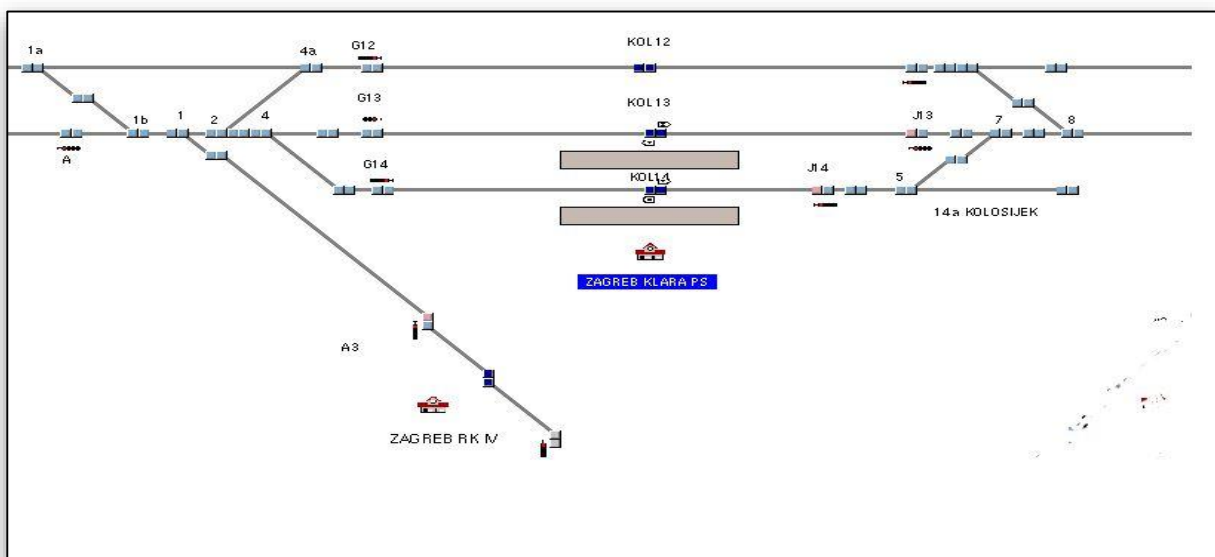 1a
4a
G12
KOL12
G13
KOL13
1b
1
2
4
J13
7
8
A
G14
KOL14
J14
5
14a KOLOSIJEK
ZAGREB KLARA PS
A3
ZAGREB RK IV